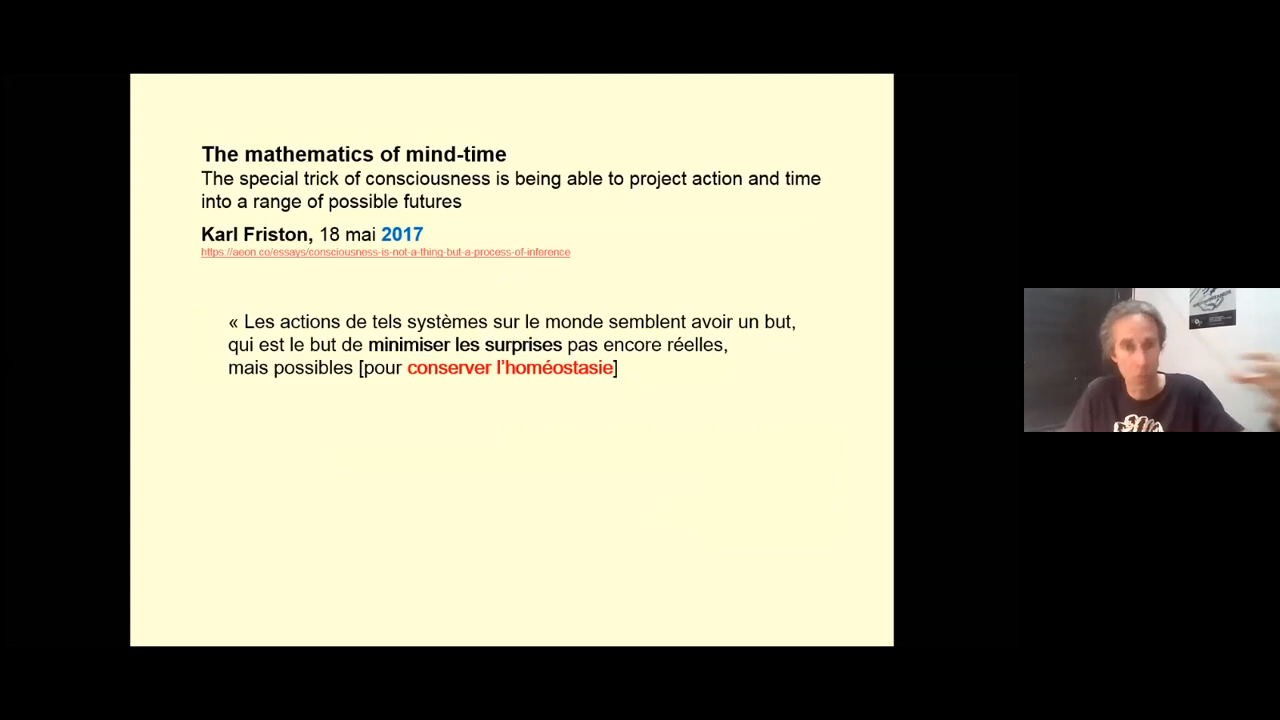 The mathematics of mind-time
The special trick of consciousness is being able to project action and time
into a range of possible futures
Karl Friston, 18 mai 2017
https://aeon.co/essays/consciousness-is-not-a-thing-but-a-process-of-inference
« Les actions de tels systèmes sur le monde semblent avoir un but,
qui est le but de minimiser les surprises pas encore réelles,
mais possibles [pour conserver l'homéostasie]